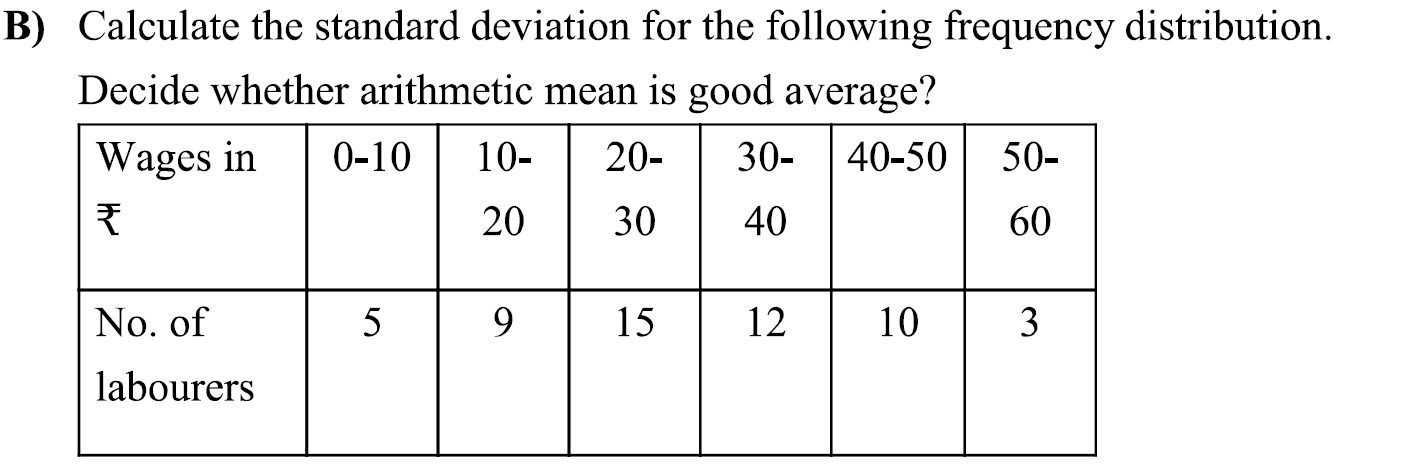 B) Calculate the standard deviation for the following frequency distribution.
Decide whether arithmetic mean is good average?
Wages in 0-10 10- 20- 30- 40-50 50-
₹ 20 30 40 60
No. of 5 9 15 12 10 3
labourers